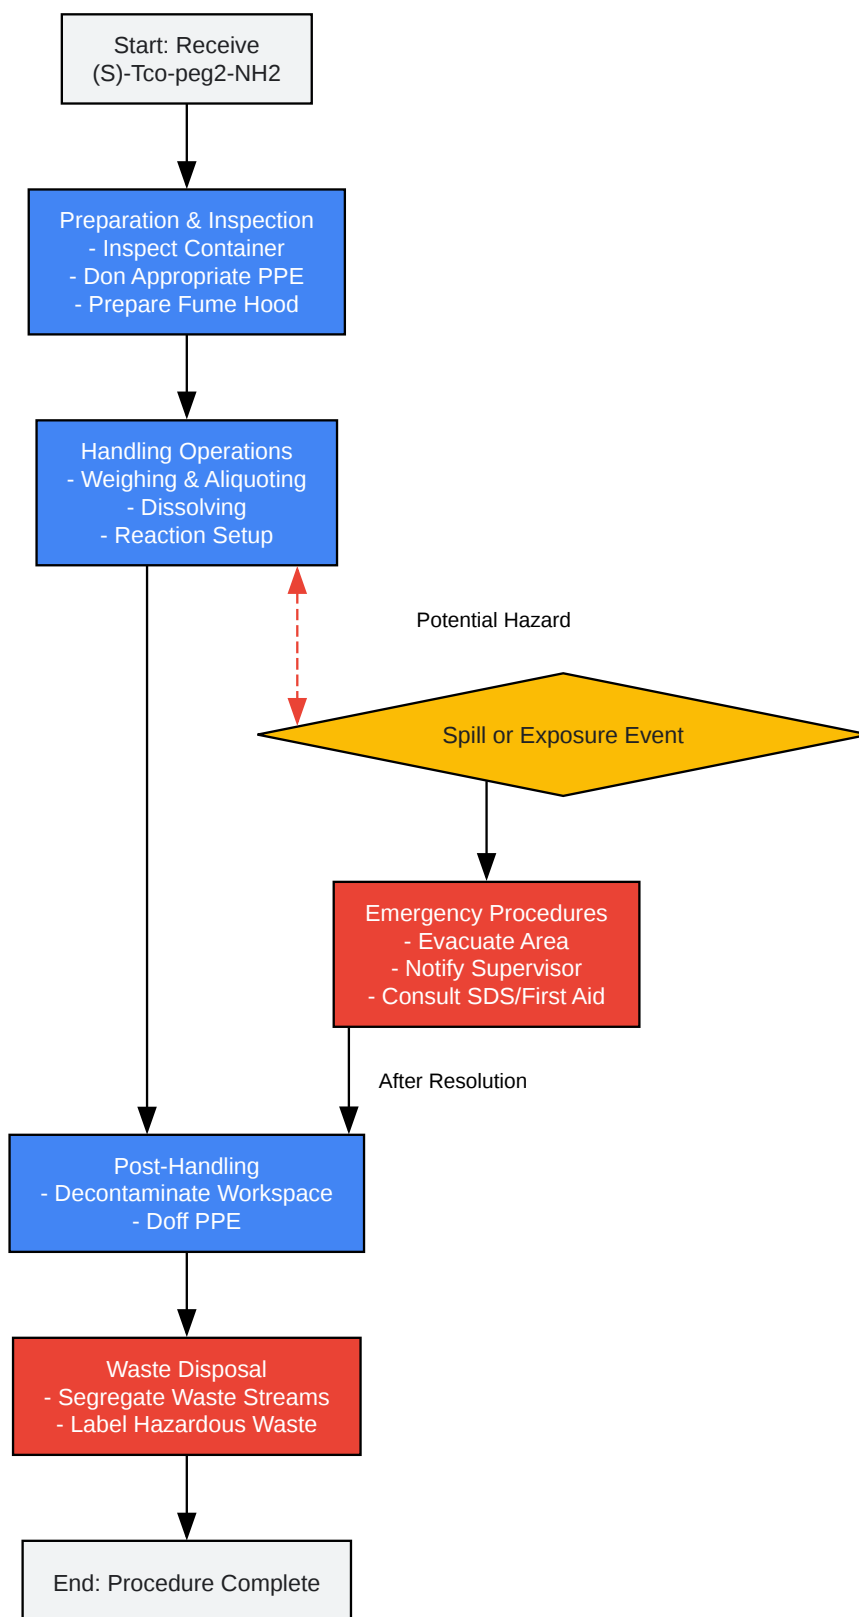 Start: Receive
(S)-Tco-peg2-NH2
Preparation & Inspection
- Inspect Container
- Don Appropriate PPE
- Prepare Fume Hood
Handling Operations
- Weighing & Aliquoting
- Dissolving
- Reaction Setup
Potential Hazard
Spill or Exposure Event
Emergency Procedures
- Evacuate Area
- Notify Supervisor
- Consult SDS/First Aid
After Resolution
Post-Handling
- Decontaminate Workspace
- Doff PPE
Waste Disposal
- Segregate Waste Streams
- Label Hazardous Waste
End: Procedure Complete